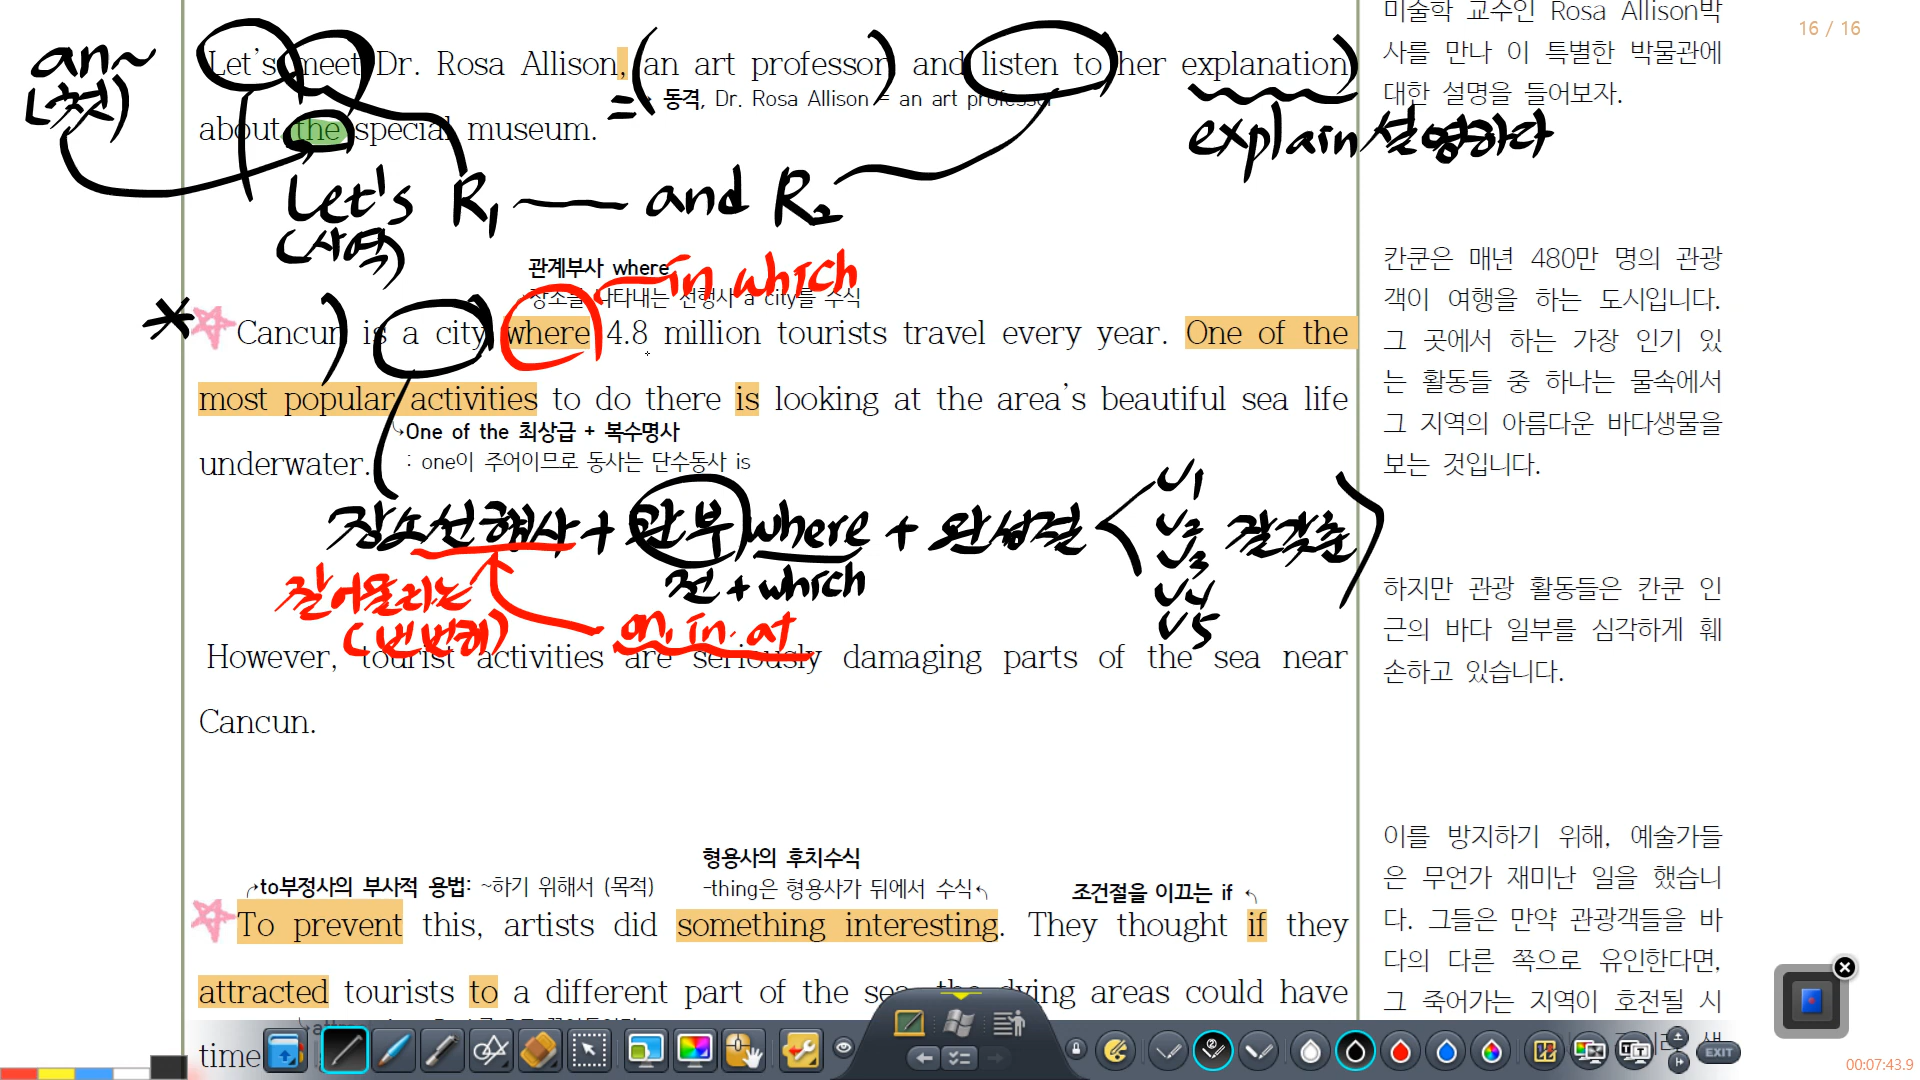 16 / 16
Let's meet Dr. Rosa Allison, an art professor and listen to her explanation
동격, Dr. Rosa Allison = an art professor
about the special museum.
an~
(첫)
explain 설명하다
Let's R1 — and R2
(사역)
관계부사 where
장소를 나타내는 선행사 a city를 수식
in which
Cancun is a city where 4.8 million tourists travel every year. One of the
most popular activities to do there is looking at the area's beautiful sea life
One of the 최상급 + 복수명사
: one이 주어이므로 동사는 단수동사 is
underwater.
장소선행사 + 관부 where + 완성절 < 잘갖춘
전 + which
잘어울리는
on, in, at
However, tourist activities are seriously damaging parts of the sea near
Cancun.
to부정사의 부사적 용법: ~하기 위해서 (목적)
형용사의 후치수식
-thing은 형용사가 뒤에서 수식
조건절을 이끄는 if
To prevent this, artists did something interesting. They thought if they
attracted tourists to a different part of the sea, the dying areas could have
time
미술학 교수인 Rosa Allison박
사를 만나 이 특별한 박물관에
대한 설명을 들어보자.
칸쿤은 매년 480만 명의 관광
객이 여행을 하는 도시입니다.
그 곳에서 하는 가장 인기 있
는 활동들 중 하나는 물속에서
그 지역의 아름다운 바다생물을
보는 것입니다.
하지만 관광 활동들은 칸쿤 인
근의 바다 일부를 심각하게 훼
손하고 있습니다.
이를 방지하기 위해, 예술가들
은 무언가 재미난 일을 했습니
다. 그들은 만약 관광객들을 바
다의 다른 쪽으로 유인한다면,
그 죽어가는 지역이 호전될 시
EXIT
00:07:43.9